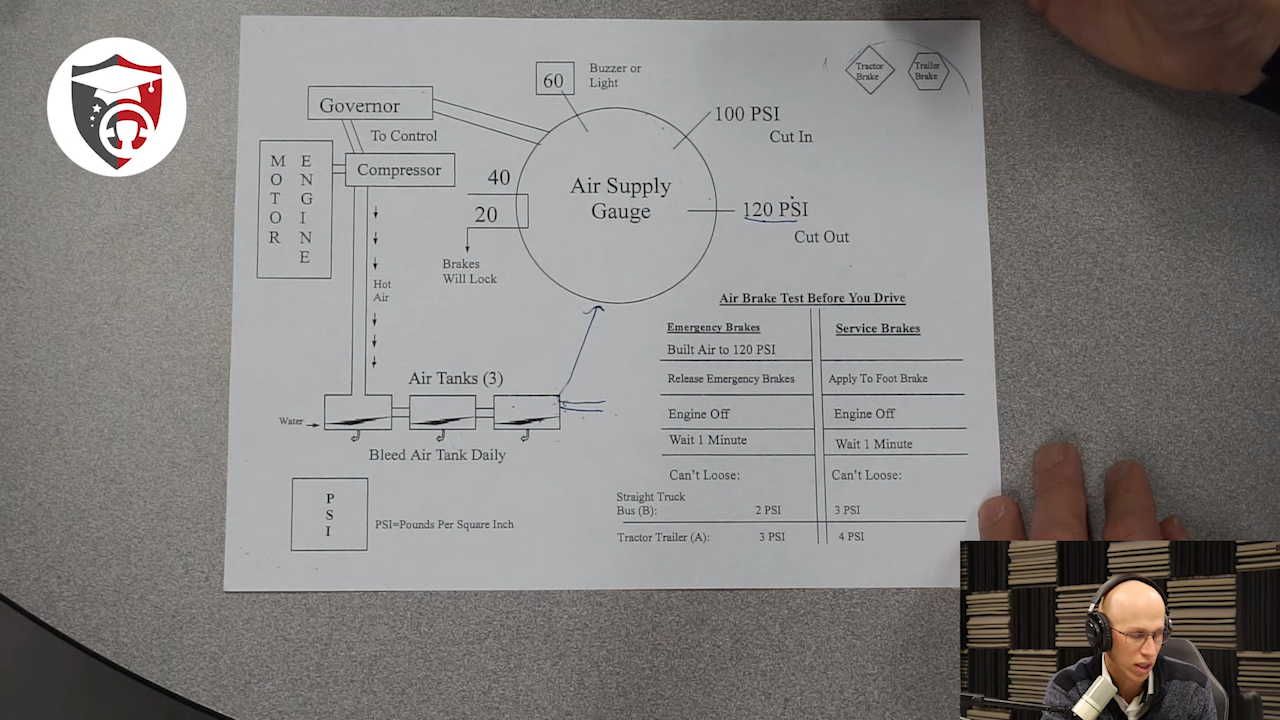 Tractor
Brake
Trailer
Brake
60
Buzzer or
Light
Governor
To Control
100 PSI
Cut In
MOTOR
ENGINE
Compressor
40
20
Air Supply
Gauge
120 PSI
Cut Out
Brakes
Will Lock
Hot
Air
Air Brake Test Before You Drive
Emergency Brakes
Service Brakes
Built Air to 120 PSI
Release Emergency Brakes
Apply To Foot Brake
Engine Off
Engine Off
Wait 1 Minute
Wait 1 Minute
Can't Loose:
Can't Loose:
Straight Truck
Bus (B): 2 PSI 3 PSI
Tractor Trailer (A): 3 PSI 4 PSI
Air Tanks (3)
Water
Bleed Air Tank Daily
PSI
PSI=Pounds Per Square Inch